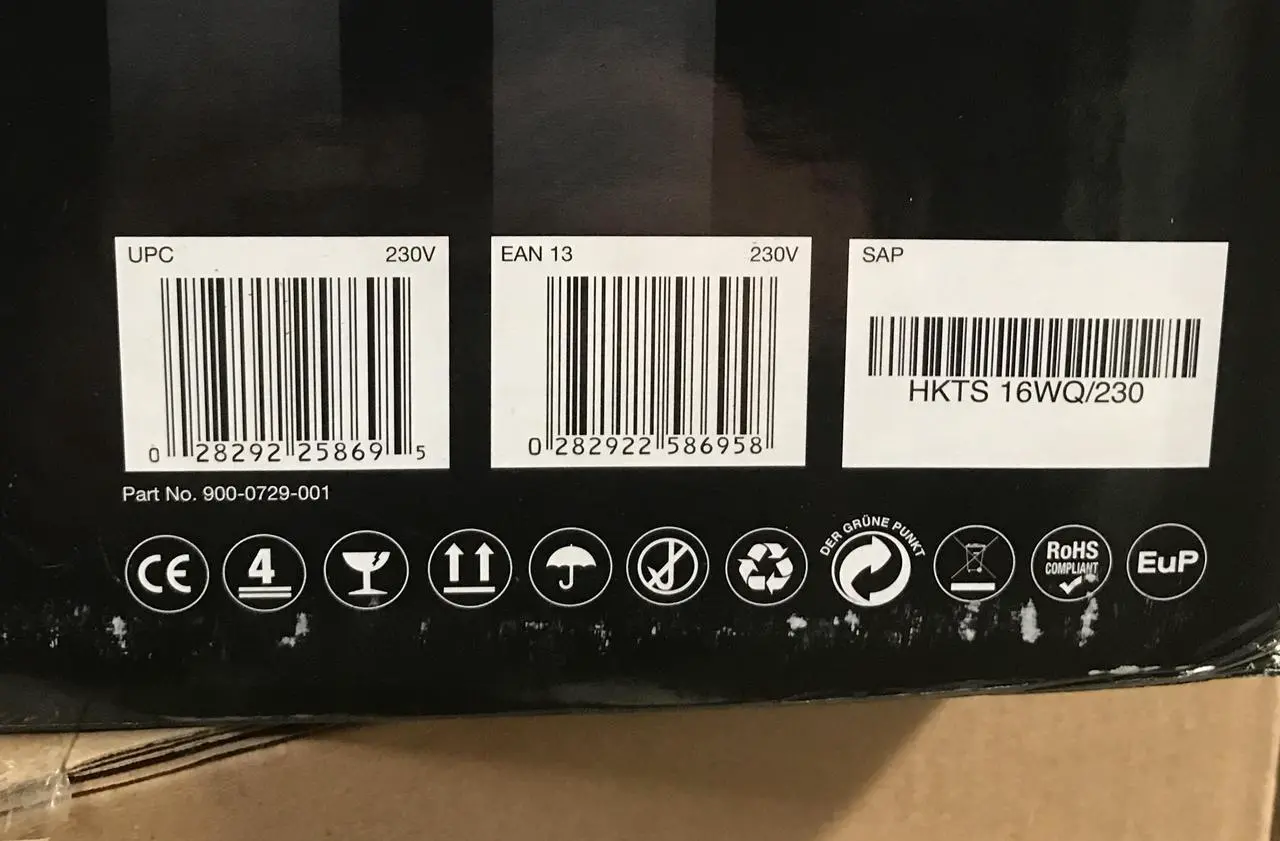 UPC 230V
0 28292 25869 5
EAN 13 230V
0 282922 586958
SAP
HKTS 16WQ/230
Part No. 900-0729-001
CE
4
DER GRÜNE PUNKT
RoHS
COMPLIANT
EuP